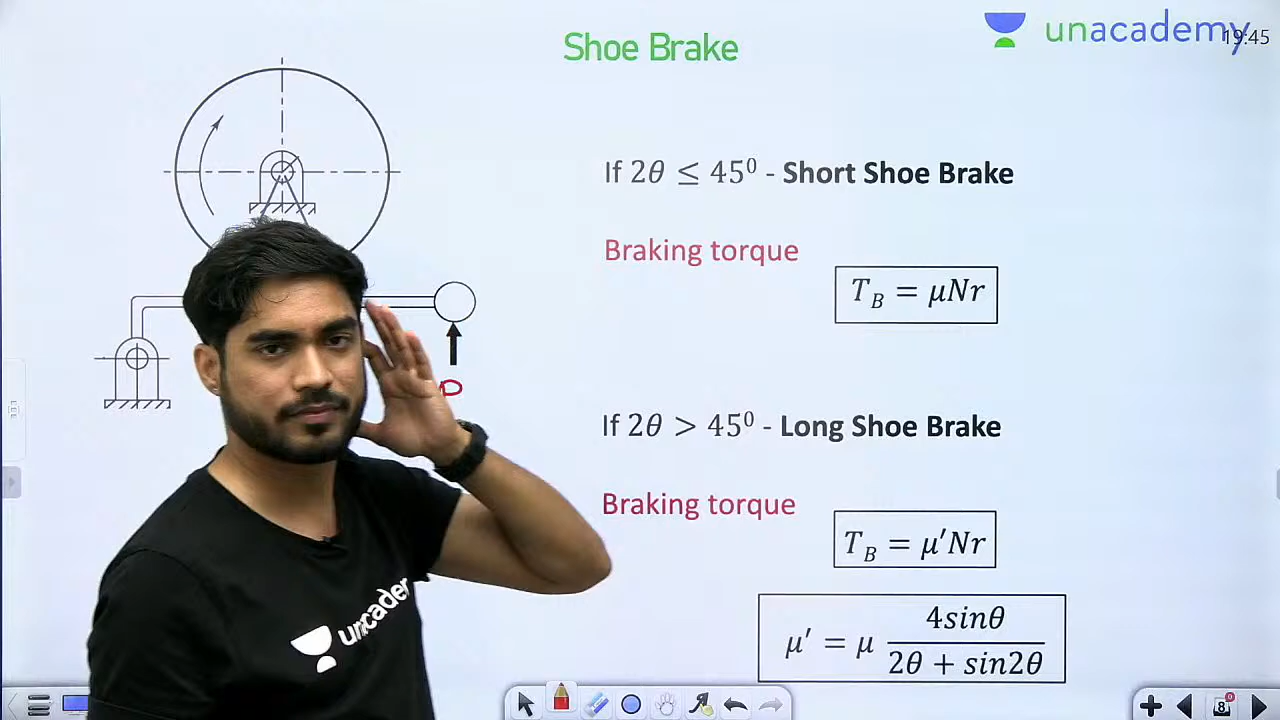 Shoe Brake
unacademy
19:45
If 2θ ≤ 45⁰ - Short Shoe Brake
Braking torque
T_B = μNr
If 2θ > 45⁰ - Long Shoe Brake
Braking torque
T_B = μ′Nr
μ′ = μ 4sinθ / 2θ + sin2θ
8
0